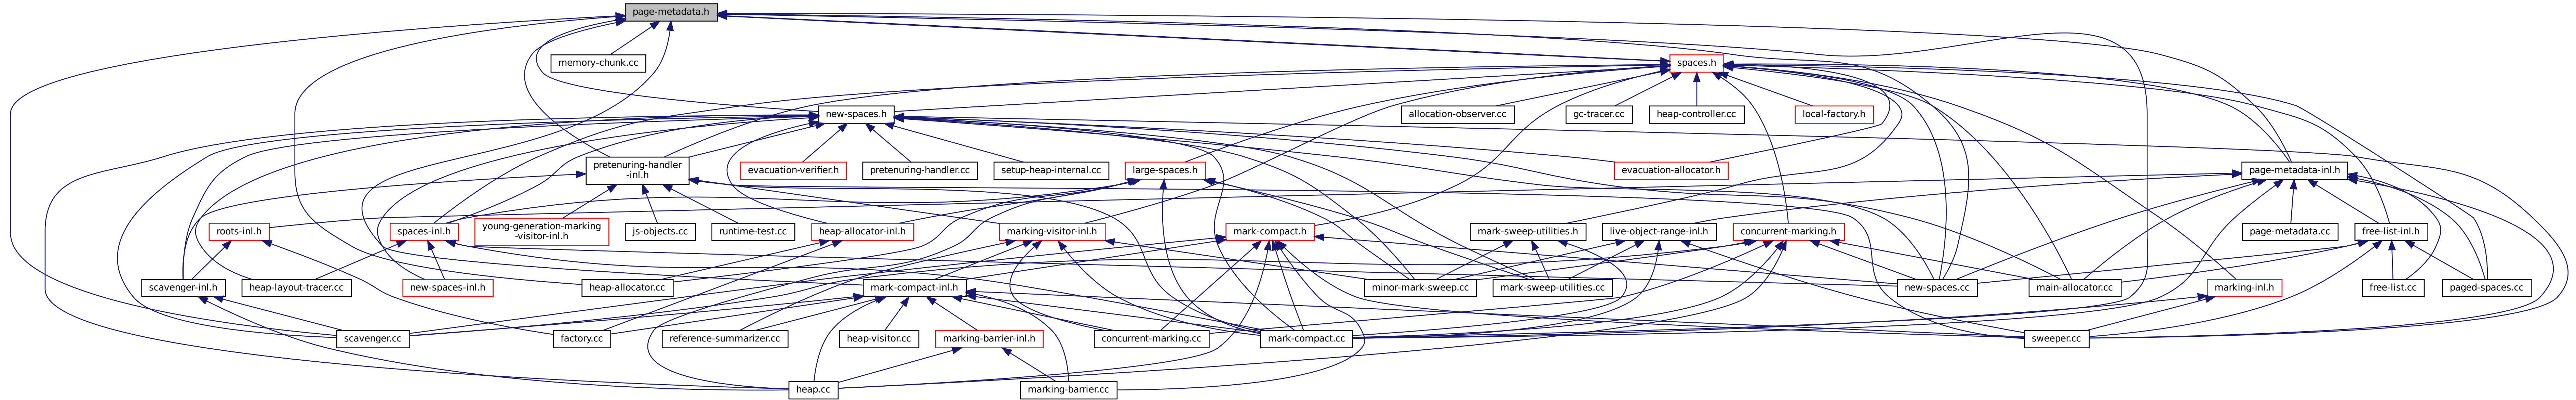 page-metadata.h
memory-chunk.cc
spaces.h
new-spaces.h
allocation-observer.cc
gc-tracer.cc
heap-controller.cc
local-factory.h
pretenuring-handler
-inl.h
evacuation-verifier.h
pretenuring-handler.cc
setup-heap-internal.cc
large-spaces.h
evacuation-allocator.h
page-metadata-inl.h
roots-inl.h
spaces-inl.h
young-generation-marking
-visitor-inl.h
js-objects.cc
runtime-test.cc
heap-allocator-inl.h
marking-visitor-inl.h
mark-compact.h
mark-sweep-utilities.h
live-object-range-inl.h
concurrent-marking.h
page-metadata.cc
free-list-inl.h
scavenger-inl.h
heap-layout-tracer.cc
new-spaces-inl.h
heap-allocator.cc
mark-compact-inl.h
minor-mark-sweep.cc
mark-sweep-utilities.cc
new-spaces.cc
main-allocator.cc
marking-inl.h
free-list.cc
paged-spaces.cc
scavenger.cc
factory.cc
reference-summarizer.cc
heap-visitor.cc
marking-barrier-inl.h
concurrent-marking.cc
mark-compact.cc
sweeper.cc
heap.cc
marking-barrier.cc